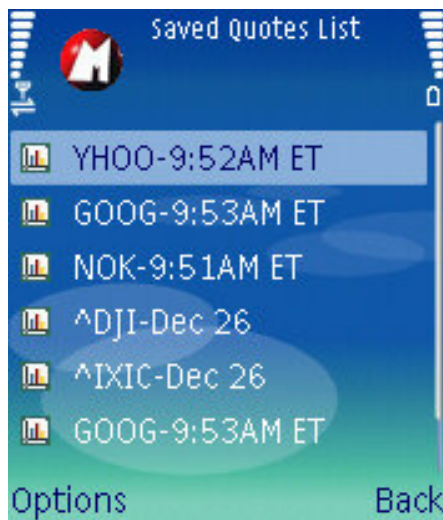 Saved Quotes List
M
YHOO-9:52AM ET
GOOG-9:53AM ET
NOK-9:51AM ET
^DJI-Dec 26
^IXIC-Dec 26
GOOG-9:53AM ET
Options Back